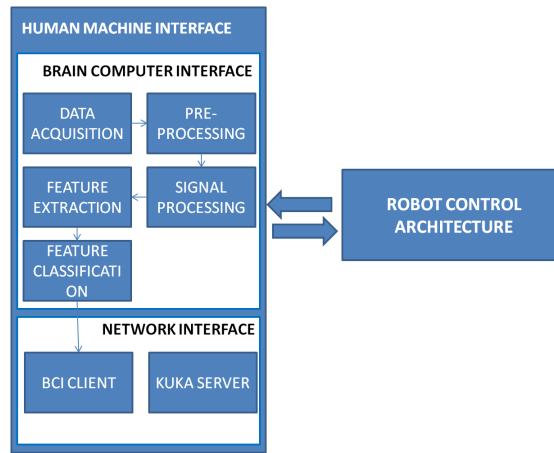 HUMAN MACHINE INTERFACE
BRAIN COMPUTER INTERFACE
DATA
ACQUISITION
PRE-
PROCESSING
FEATURE
EXTRACTION
SIGNAL
PROCESSING
FEATURE
CLASSIFICATI
ON
NETWORK INTERFACE
BCI CLIENT
KUKA SERVER
ROBOT CONTROL
ARCHITECTURE